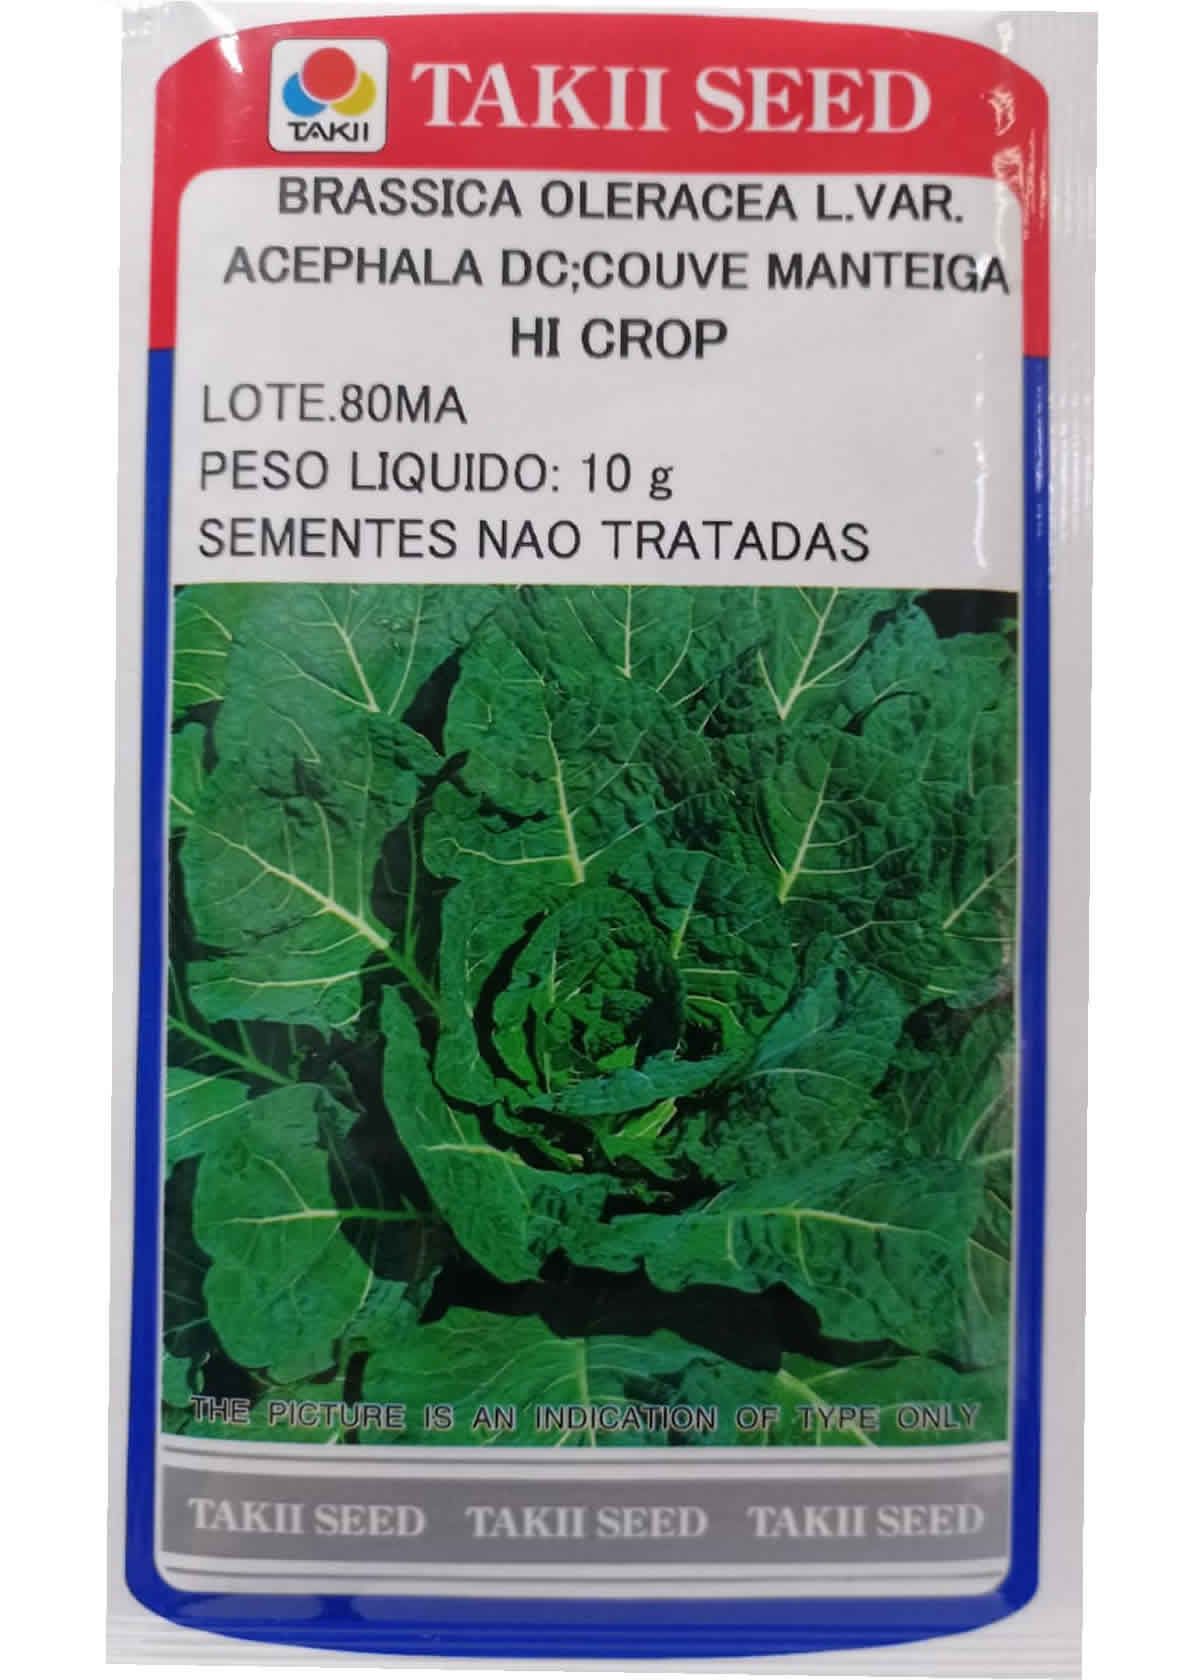 TAKII
TAKII SEED
BRASSICA OLERACEA L.VAR.
ACEPHALA DC;COUVE MANTEIGA
HI CROP
LOTE.80MA
PESO LIQUIDO: 10 g
SEMENTES NAO TRATADAS
THE PICTURE IS AN INDICATION OF TYPE ONLY
TAKII SEED TAKII SEED TAKII SEED